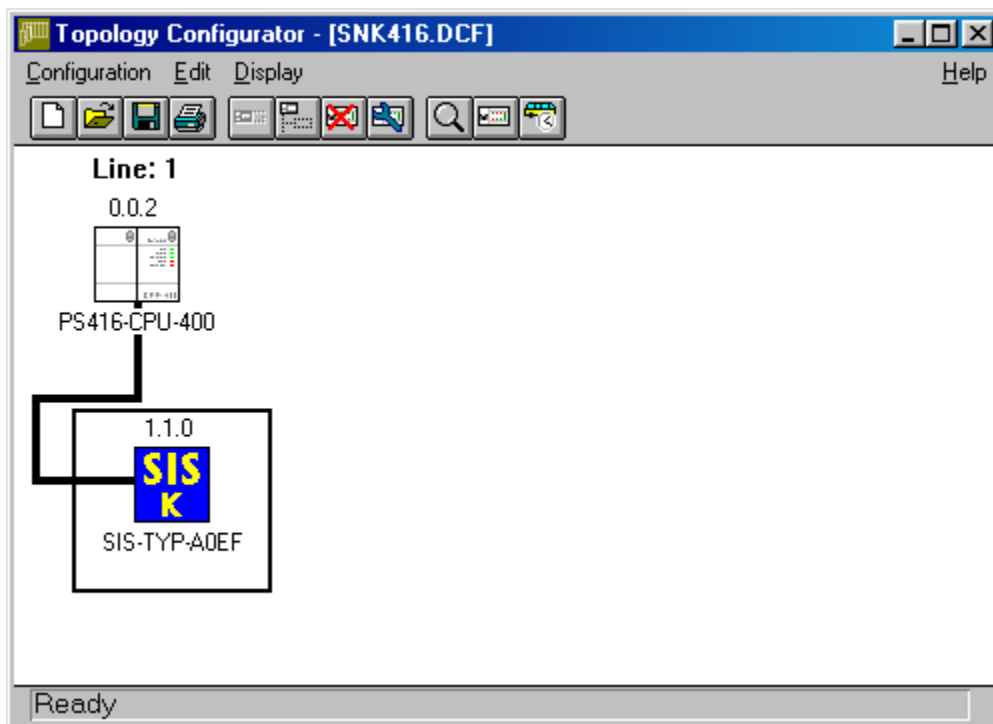 Topology Configurator - [SNK416.DCF]
Configuration Edit Display Help
Line: 1
0.0.2
PS416-CPU-400
1.1.0
SIS
K
SIS-TYP-A0EF
Ready